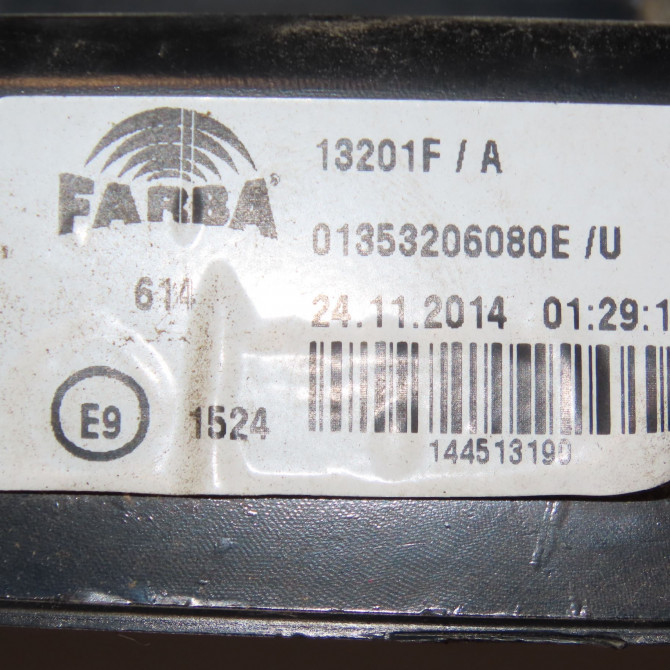 FARBA®
13201F / A
01353206080E /U
614
24.11.2014 01:29:1
E9
1524
144513190